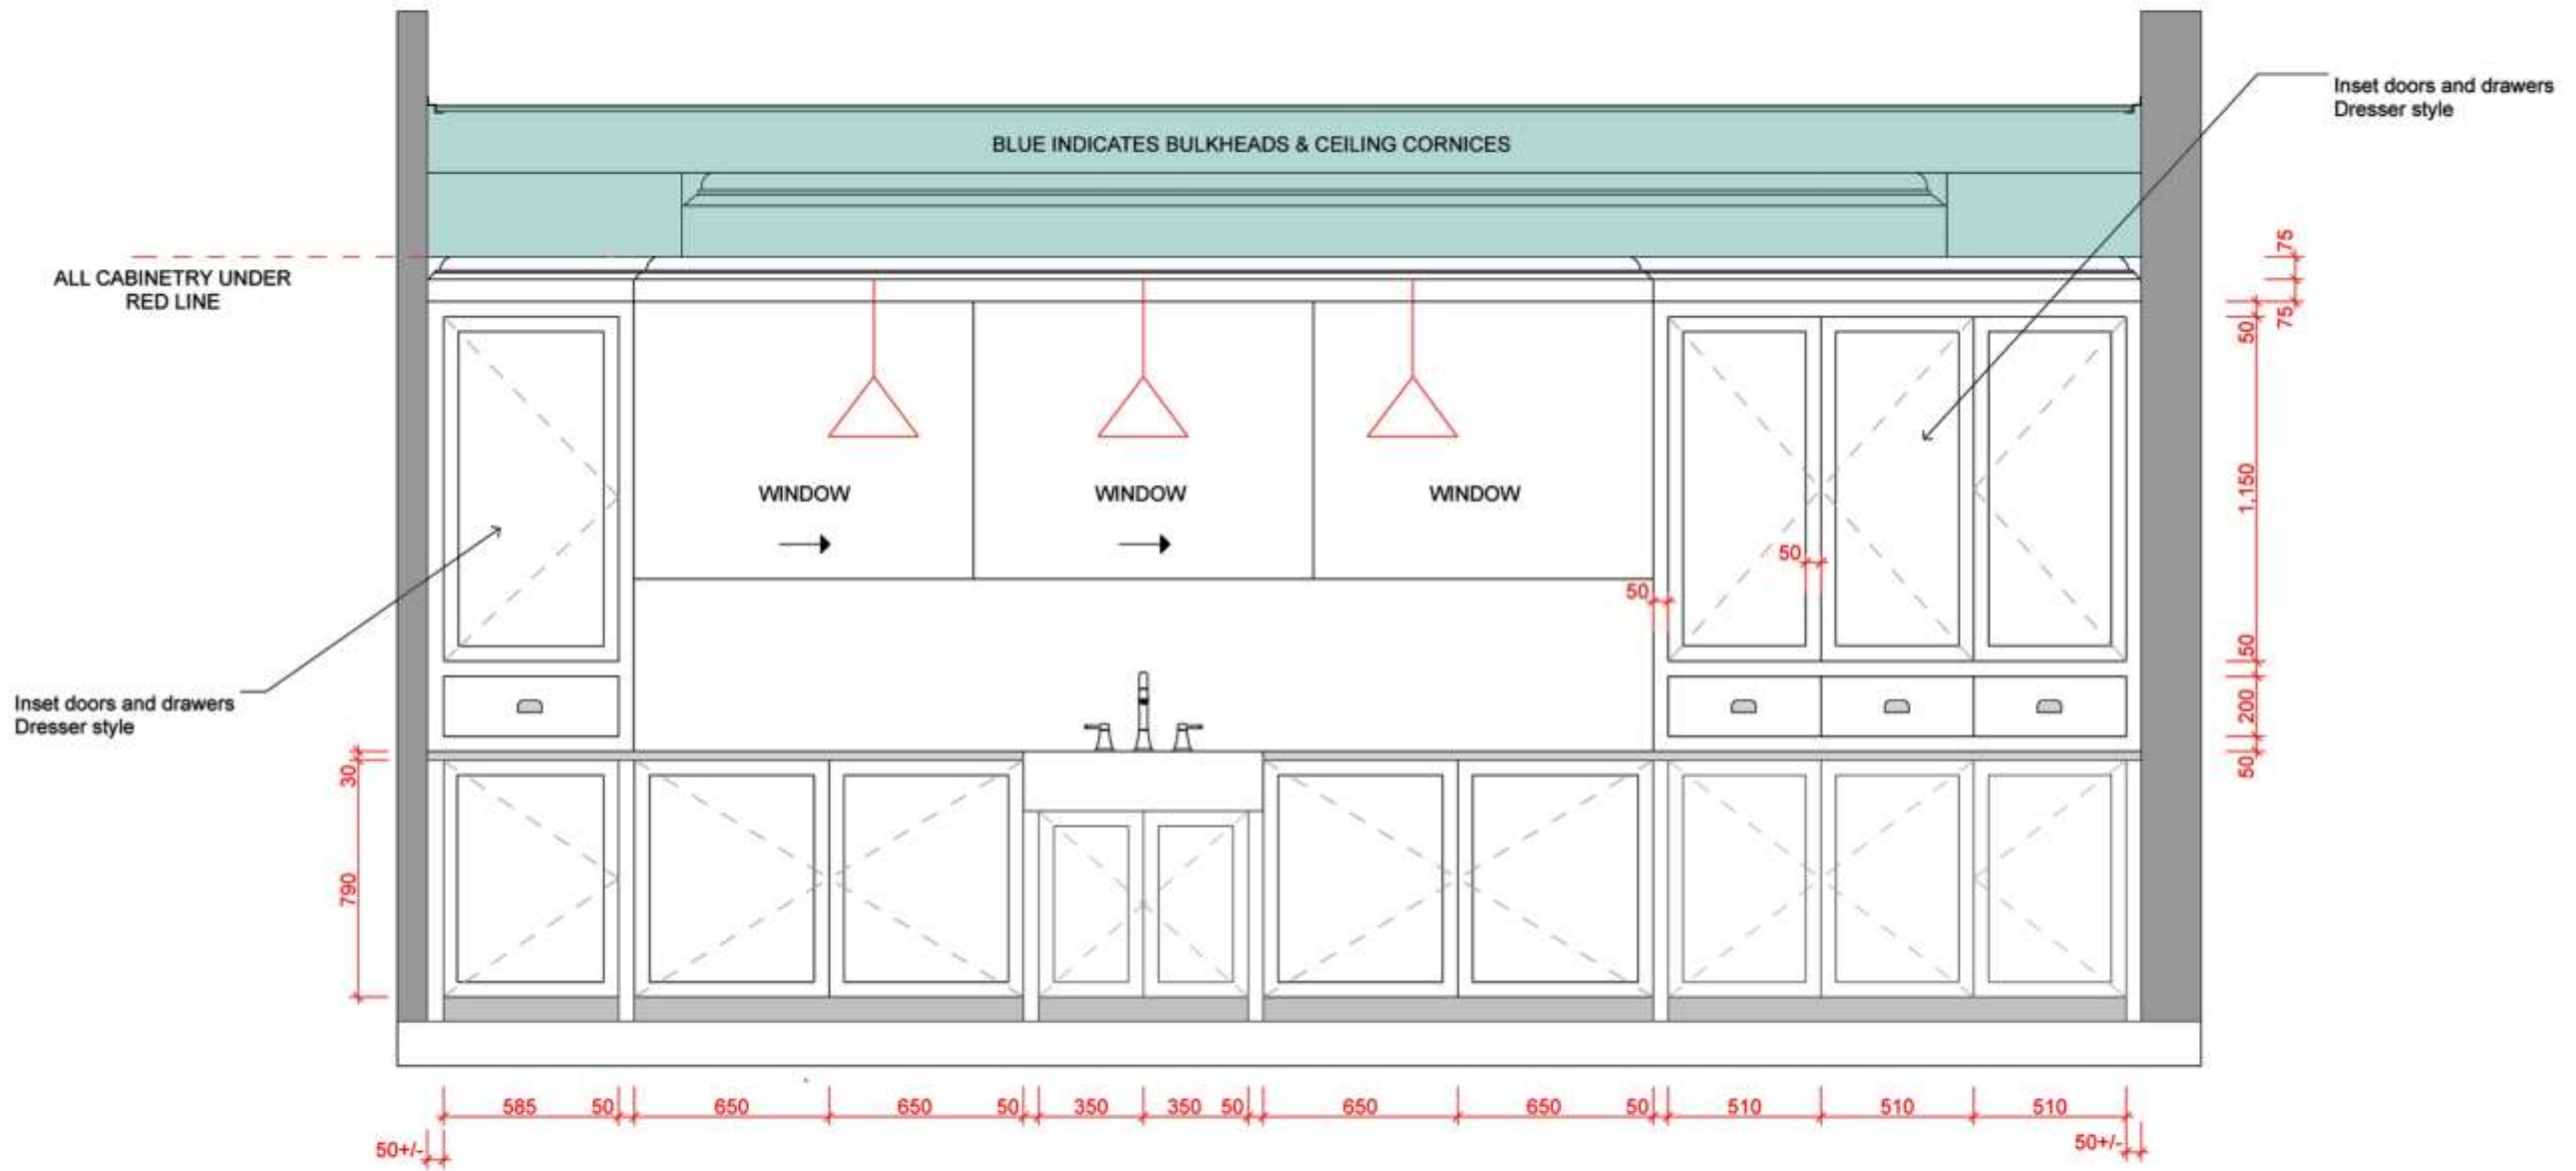 Inset doors and drawers
Dresser style
BLUE INDICATES BULKHEADS & CEILING CORNICES
ALL CABINETRY UNDER
RED LINE
75
75
50
1,150
50
200
50
WINDOW
WINDOW
WINDOW
50
50
Inset doors and drawers
Dresser style
30
790
585 50 650 650 50 350 350 50 650 650 50 510 510 510
50+/-
50+/-